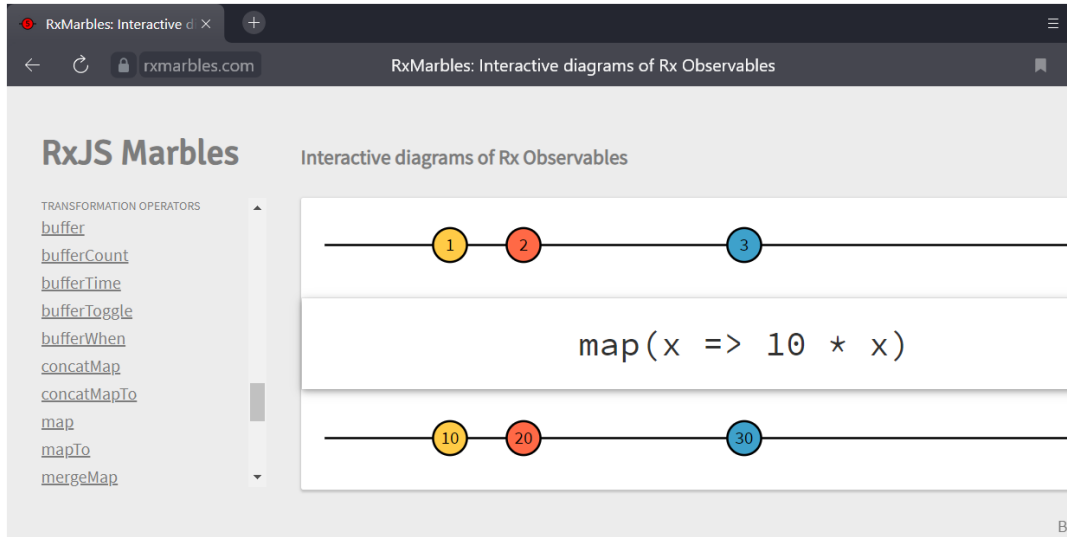 RxMarbles: Interactive d
rxmarbles.com
RxMarbles: Interactive diagrams of Rx Observables
RxJS Marbles
Interactive diagrams of Rx Observables
TRANSFORMATION OPERATORS
buffer
bufferCount
bufferTime
bufferToggle
bufferWhen
concatMap
concatMapTo
map
mapTo
mergeMap
1 2 3
map(x => 10 * x)
10 20 30
B